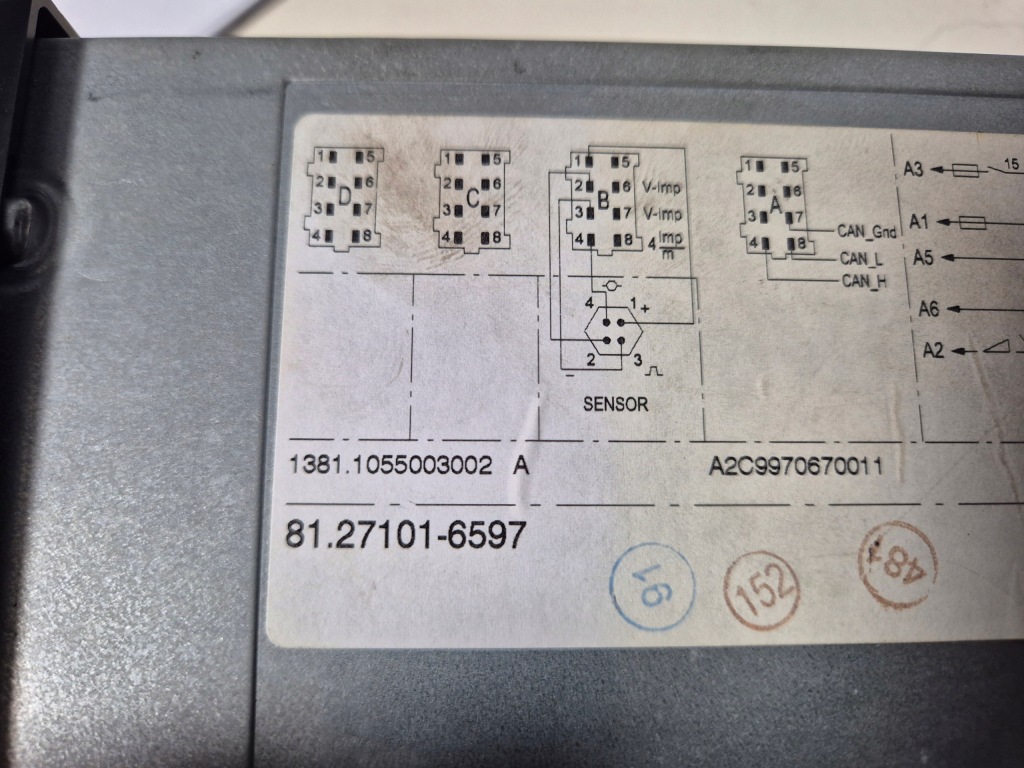 1 5 1 5 1 5 1 5 A3 15
2 6 2 6 2 6 V-Imp 2 6
D C B A
3 7 3 7 3 7 V-Imp 3 7 CAN_Gnd A1
4 8 4 8 4 8 4 Imp/m 4 8 CAN_L A5
CAN_H
4 1 + A6
2 3 A2
−
SENSOR
1381.1055003002 A A2C9970670011
81.27101-6597
91 152 481